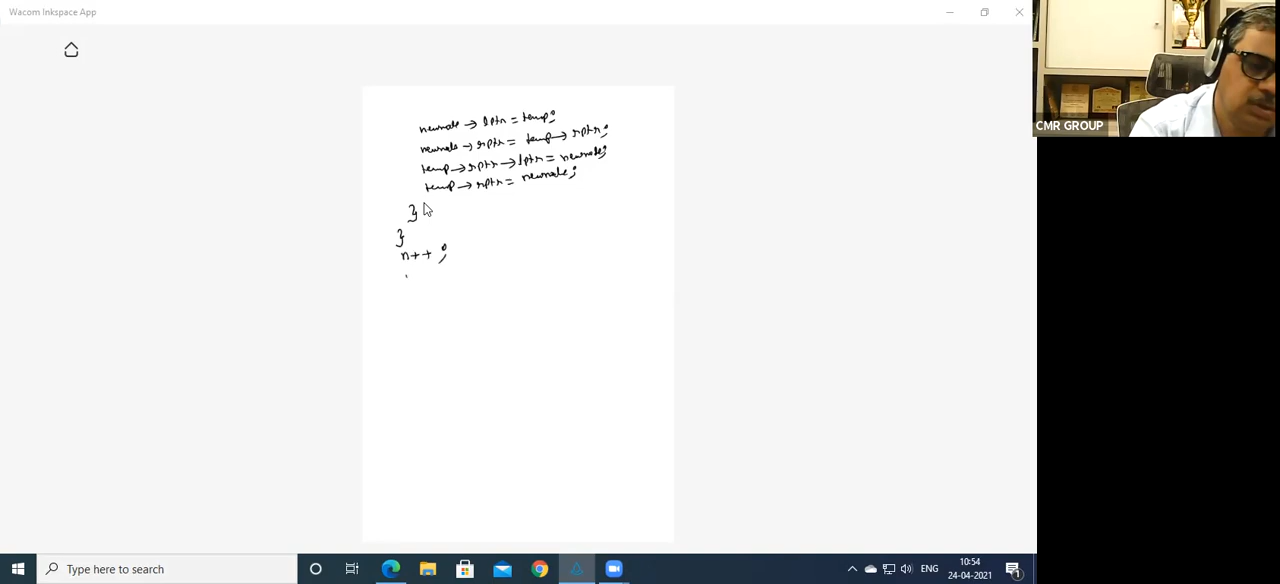 Wacom Inkspace App
newnode → lptr = temp;
newnode → rptr = temp → rptr;
temp → rptr → lptr = newnode;
temp → rptr = newnode;
}
}
n++ ;
CMR GROUP
Type here to search
ENG
10:54
24-04-2021
1